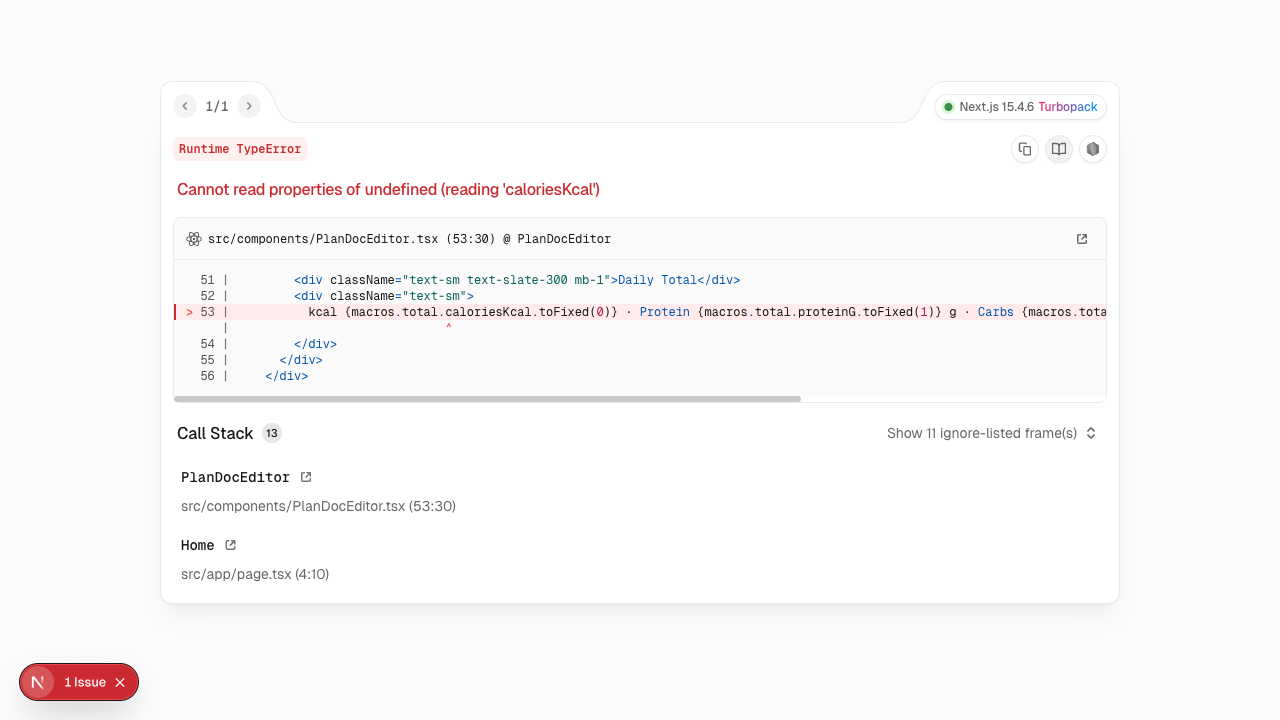 1/1
Next.js 15.4.6 Turbopack
Runtime TypeError
Cannot read properties of undefined (reading 'caloriesKcal')
src/components/PlanDocEditor.tsx (53:30) @ PlanDocEditor
51 | <div className="text-sm text-slate-300 mb-1">Daily Total</div>
52 | <div className="text-sm">
> 53 | kcal {macros.total.caloriesKcal.toFixed(0)} · Protein {macros.total.proteinG.toFixed(1)} g · Carbs {macros.tota
| ^
54 | </div>
55 | </div>
56 | </div>
Call Stack 13
Show 11 ignore-listed frame(s)
PlanDocEditor
src/components/PlanDocEditor.tsx (53:30)
Home
src/app/page.tsx (4:10)
N 1 Issue